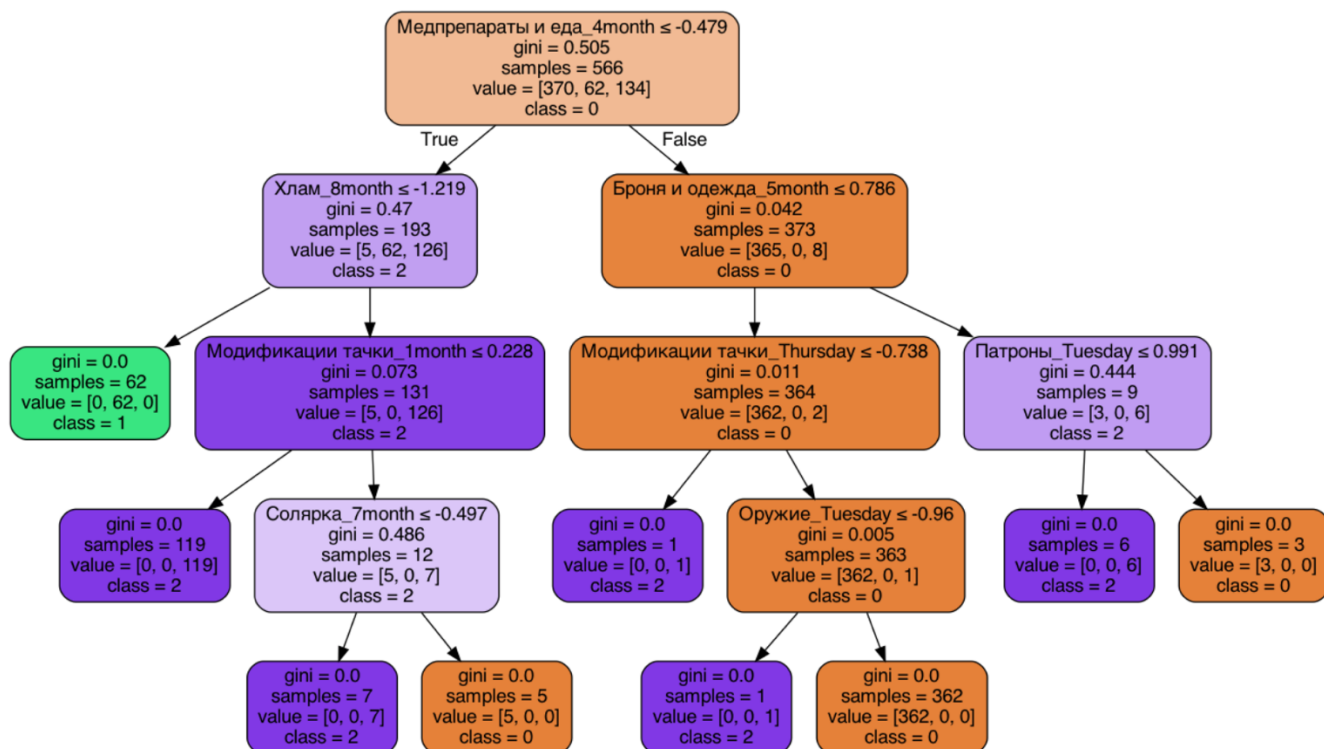 Медпрепараты и еда_4month ≤ -0.479
gini = 0.505
samples = 566
value = [370, 62, 134]
class = 0
True
False
Хлам_8month ≤ -1.219
gini = 0.47
samples = 193
value = [5, 62, 126]
class = 2
Броня и одежда_5month ≤ 0.786
gini = 0.042
samples = 373
value = [365, 0, 8]
class = 0
gini = 0.0
samples = 62
value = [0, 62, 0]
class = 1
Модификации тачки_1month ≤ 0.228
gini = 0.073
samples = 131
value = [5, 0, 126]
class = 2
Модификации тачки_Thursday ≤ -0.738
gini = 0.011
samples = 364
value = [362, 0, 2]
class = 0
Патроны_Tuesday ≤ 0.991
gini = 0.444
samples = 9
value = [3, 0, 6]
class = 2
gini = 0.0
samples = 119
value = [0, 0, 119]
class = 2
Солярка_7month ≤ -0.497
gini = 0.486
samples = 12
value = [5, 0, 7]
class = 2
gini = 0.0
samples = 1
value = [0, 0, 1]
class = 2
Оружие_Tuesday ≤ -0.96
gini = 0.005
samples = 363
value = [362, 0, 1]
class = 0
gini = 0.0
samples = 6
value = [0, 0, 6]
class = 2
gini = 0.0
samples = 3
value = [3, 0, 0]
class = 0
gini = 0.0
samples = 7
value = [0, 0, 7]
class = 2
gini = 0.0
samples = 5
value = [5, 0, 0]
class = 0
gini = 0.0
samples = 1
value = [0, 0, 1]
class = 2
gini = 0.0
samples = 362
value = [362, 0, 0]
class = 0